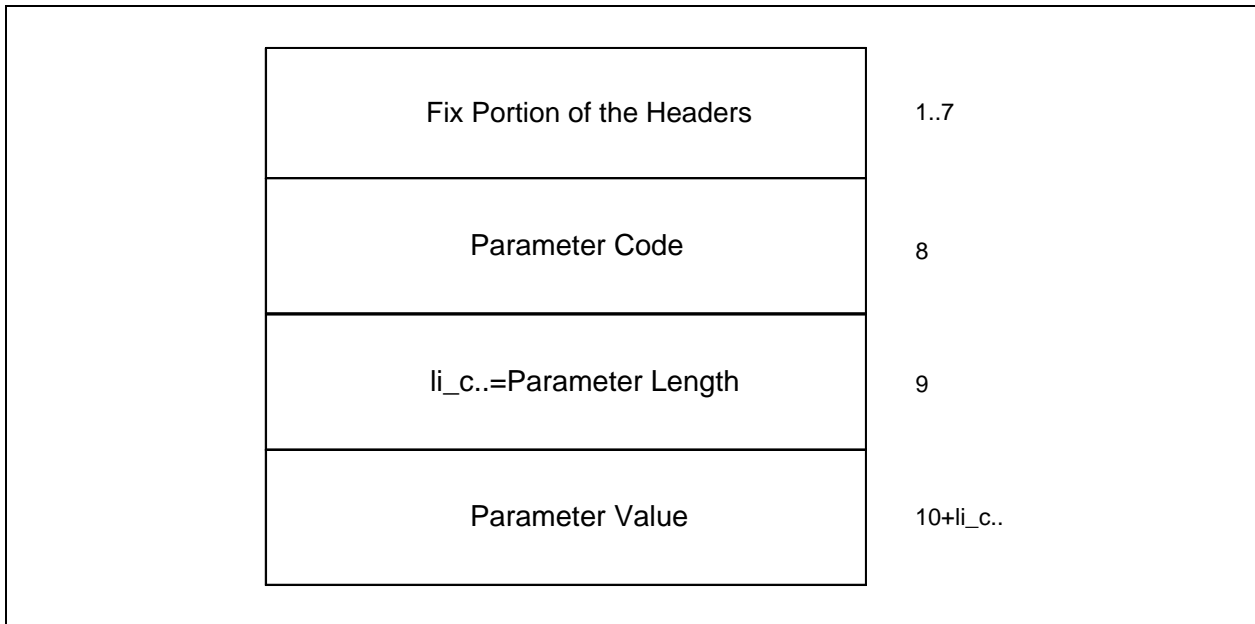 Fix Portion of the Headers 1..7
Parameter Code 8
li_c..=Parameter Length 9
Parameter Value 10+li_c..